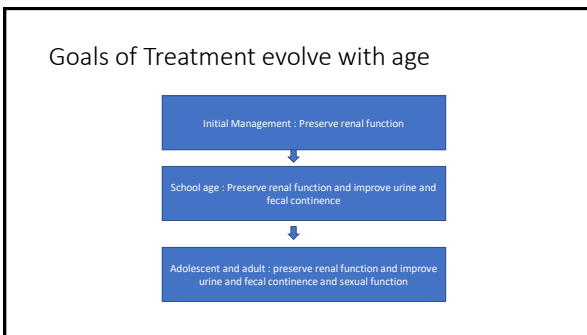 Goals of Treatment evolve with age
Initial Management : Preserve renal function
School age : Preserve renal function and improve urine and
fecal continence
Adolescent and adult : preserve renal function and improve
urine and fecal continence and sexual function